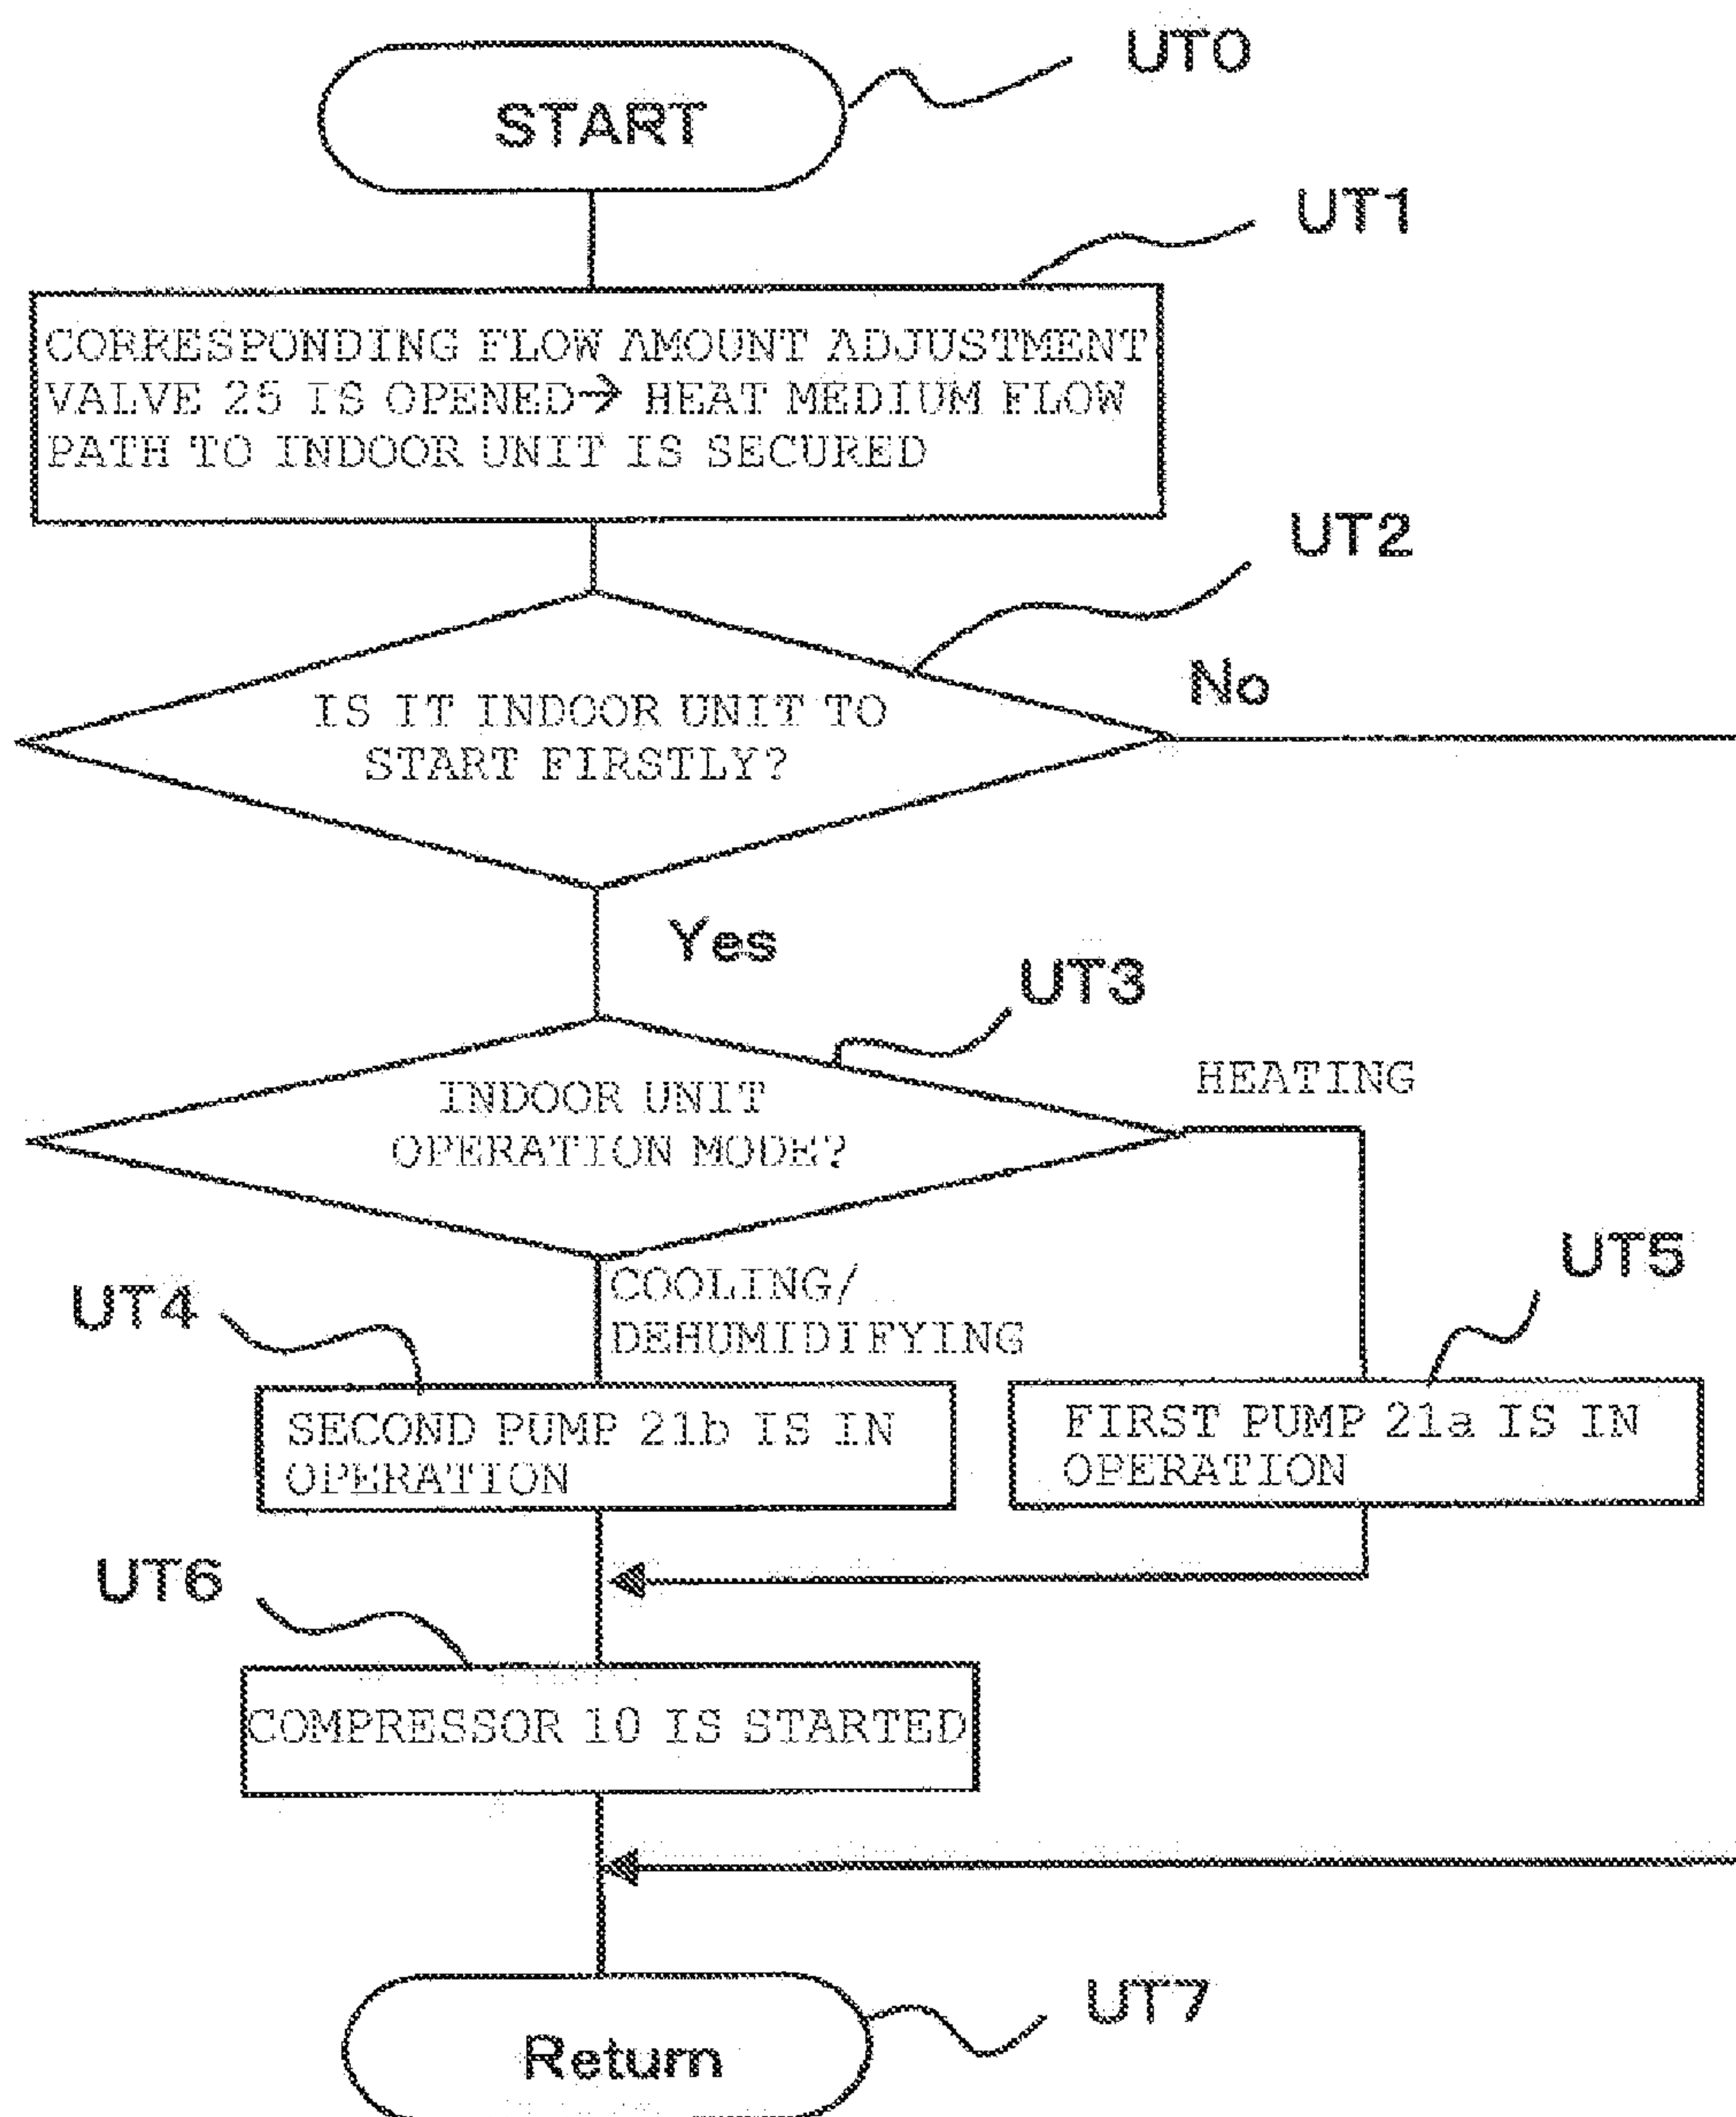 START
UT0
UT1
CORRESPONDING FLOW AMOUNT ADJUSTMENT
VALVE 25 IS OPENED→ HEAT MEDIUM FLOW
PATH TO INDOOR UNIT IS SECURED
UT2
No
IS IT INDOOR UNIT TO
START FIRSTLY?
Yes
UT3
HEATING
INDOOR UNIT
OPERATION MODE?
UT5
UT4
COOLING/
DEHUMIDIFYING
SECOND PUMP 21b IS IN
OPERATION
FIRST PUMP 21a IS IN
OPERATION
UT6
COMPRESSOR 10 IS STARTED
UT7
Return